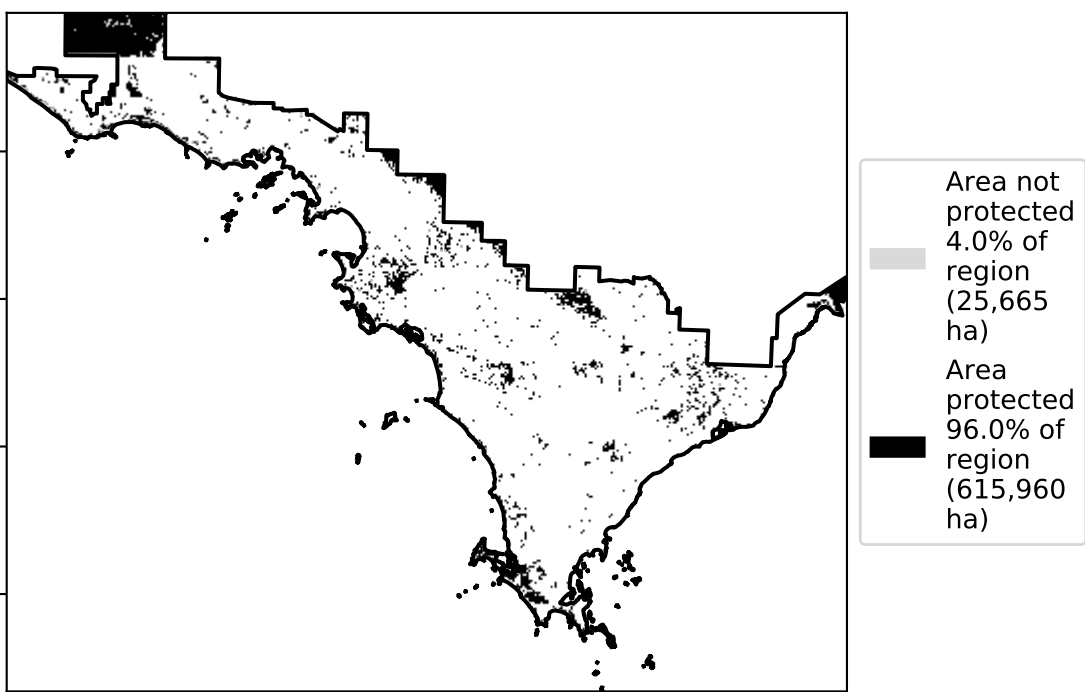 Area not
protected
4.0% of
region
(25,665
ha)
Area
protected
96.0% of
region
(615,960
ha)